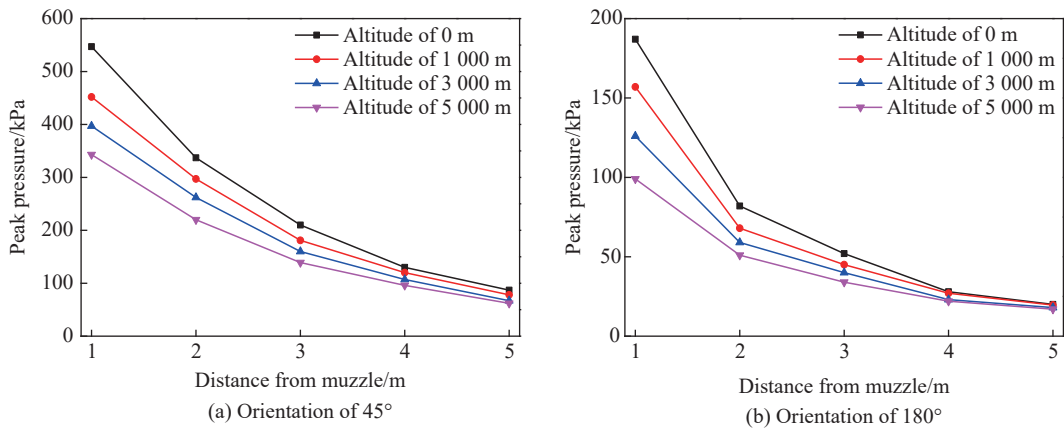 600
500
400
300
200
100
0
Peak pressure/kPa
Altitude of 0 m
Altitude of 1 000 m
Altitude of 3 000 m
Altitude of 5 000 m
1 2 3 4 5
Distance from muzzle/m
(a) Orientation of 45°
200
150
100
50
0
Peak pressure/kPa
Altitude of 0 m
Altitude of 1 000 m
Altitude of 3 000 m
Altitude of 5 000 m
1 2 3 4 5
Distance from muzzle/m
(b) Orientation of 180°